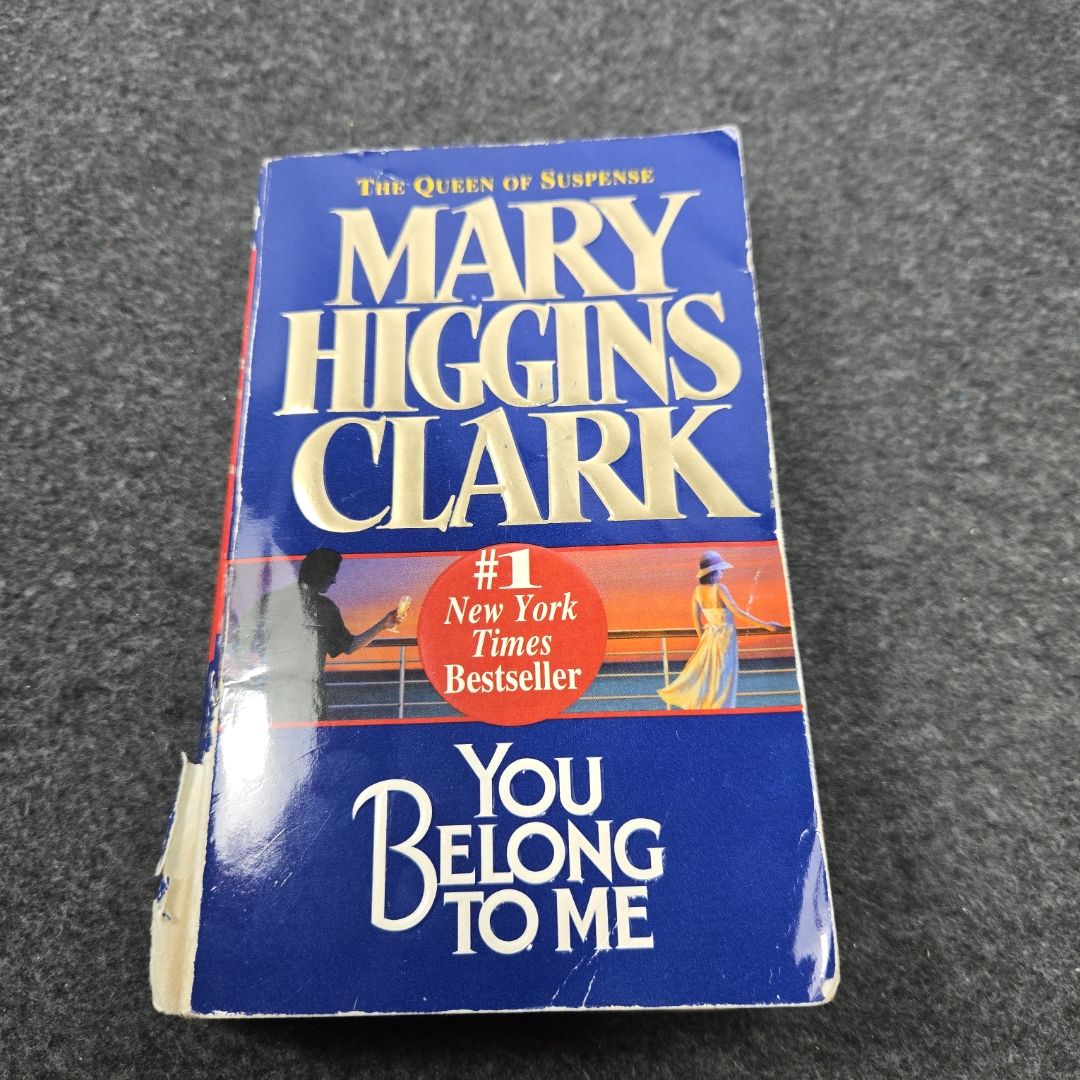 THE QUEEN OF SUSPENSE
MARY
HIGGINS
CLARK
#1
New York
Times
Bestseller
YOU
BELONG
TO ME